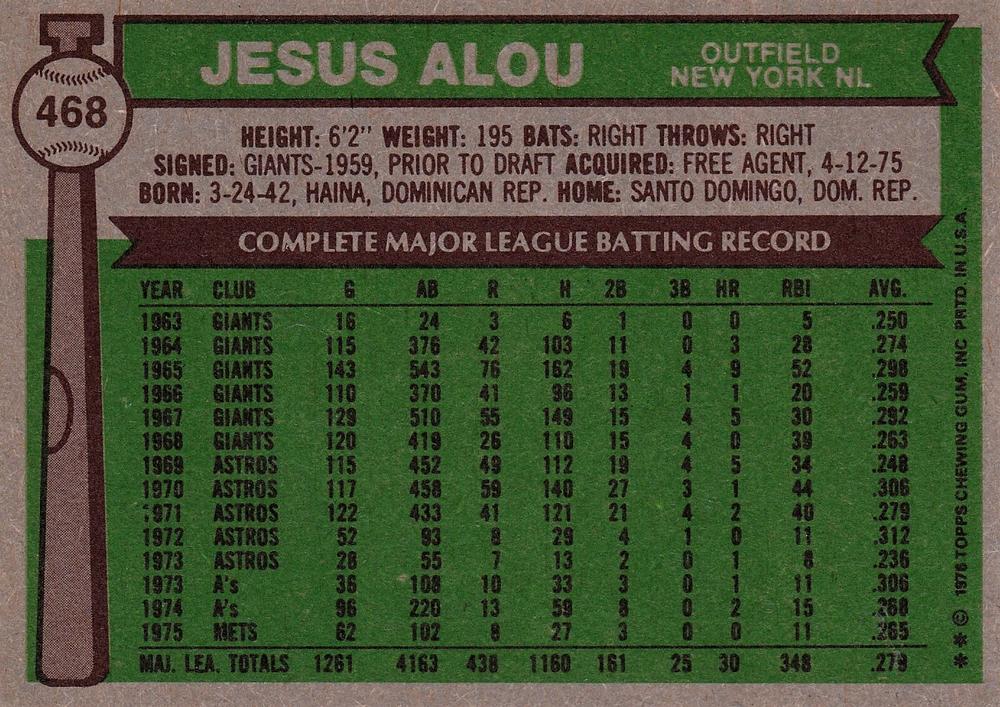 468
JESUS ALOU
OUTFIELD
NEW YORK NL
HEIGHT: 6'2" WEIGHT: 195 BATS: RIGHT THROWS: RIGHT
SIGNED: GIANTS-1959, PRIOR TO DRAFT ACQUIRED: FREE AGENT, 4-12-75
BORN: 3-24-42, HAINA, DOMINICAN REP. HOME: SANTO DOMINGO, DOM. REP.
COMPLETE MAJOR LEAGUE BATTING RECORD
YEAR CLUB G AB R H 2B 3B HR RBI AVG.
1963 GIANTS 16 24 3 6 1 0 0 5 .250
1964 GIANTS 115 376 42 103 11 0 3 28 .274
1965 GIANTS 143 543 76 162 19 4 9 52 .298
1966 GIANTS 110 370 41 96 13 1 1 20 .259
1967 GIANTS 129 510 55 149 15 4 5 30 .292
1968 GIANTS 120 419 26 110 15 4 0 39 .263
1969 ASTROS 115 452 49 112 19 4 5 34 .248
1970 ASTROS 117 458 59 140 27 3 1 44 .306
1971 ASTROS 122 433 41 121 21 4 2 40 .279
1972 ASTROS 52 93 8 29 4 1 0 11 .312
1973 ASTROS 28 55 7 13 2 0 1 8 .236
1973 A's 36 108 10 33 3 0 1 11 .306
1974 A's 96 220 13 59 8 0 2 15 .268
1975 METS 62 102 8 27 3 0 0 11 .265
MAJ. LEA. TOTALS 1261 4163 438 1160 161 25 30 348 .279
** © 1976 TOPPS CHEWING GUM, INC PRTD. IN U.S.A.